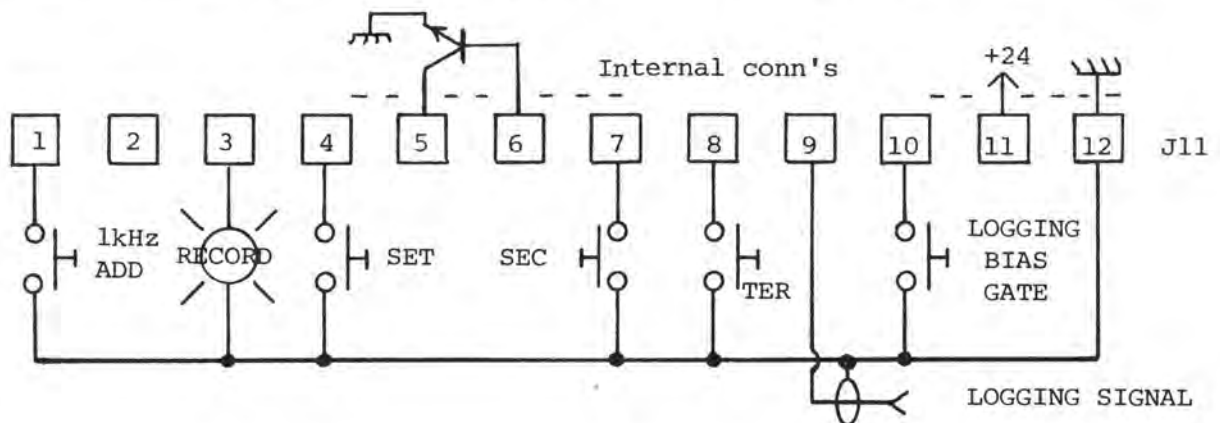 +24
Internal conn's
1 2 3 4 5 6 7 8 9 10 11 12 J11
1kHz
ADD
RECORD
SET
SEC
TER
LOGGING
BIAS
GATE
LOGGING SIGNAL